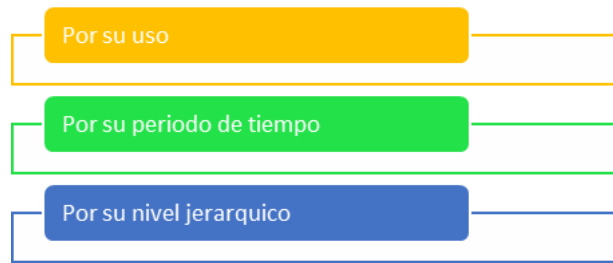 Por su uso
Por su periodo de tiempo
Por su nivel jerarquico